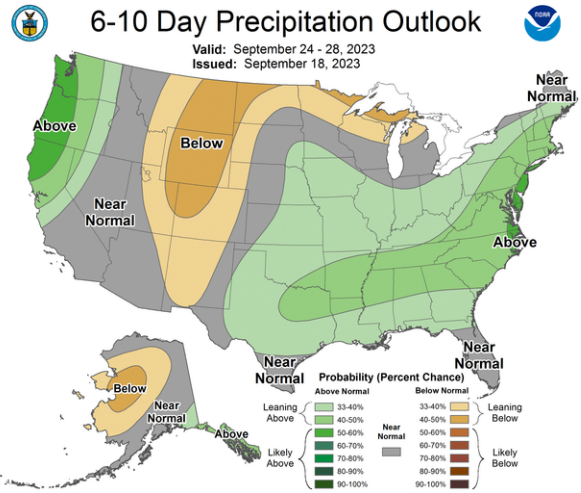 6-10 Day Precipitation Outlook
NOAA
Valid: September 24 - 28, 2023
Issued: September 18, 2023
Near
Normal
Above
Below
Near
Normal
Above
Near
Normal
Near
Normal
Below
Near
Normal
Above
Probability (Percent Chance)
Above Normal
Below Normal
Leaning
Above
33-40%
40-50%
Likely
Above
50-60%
60-70%
70-80%
80-90%
90-100%
Near
Normal
33-40%
40-50%
Leaning
Below
50-60%
60-70%
70-80%
80-90%
90-100%
Likely
Below